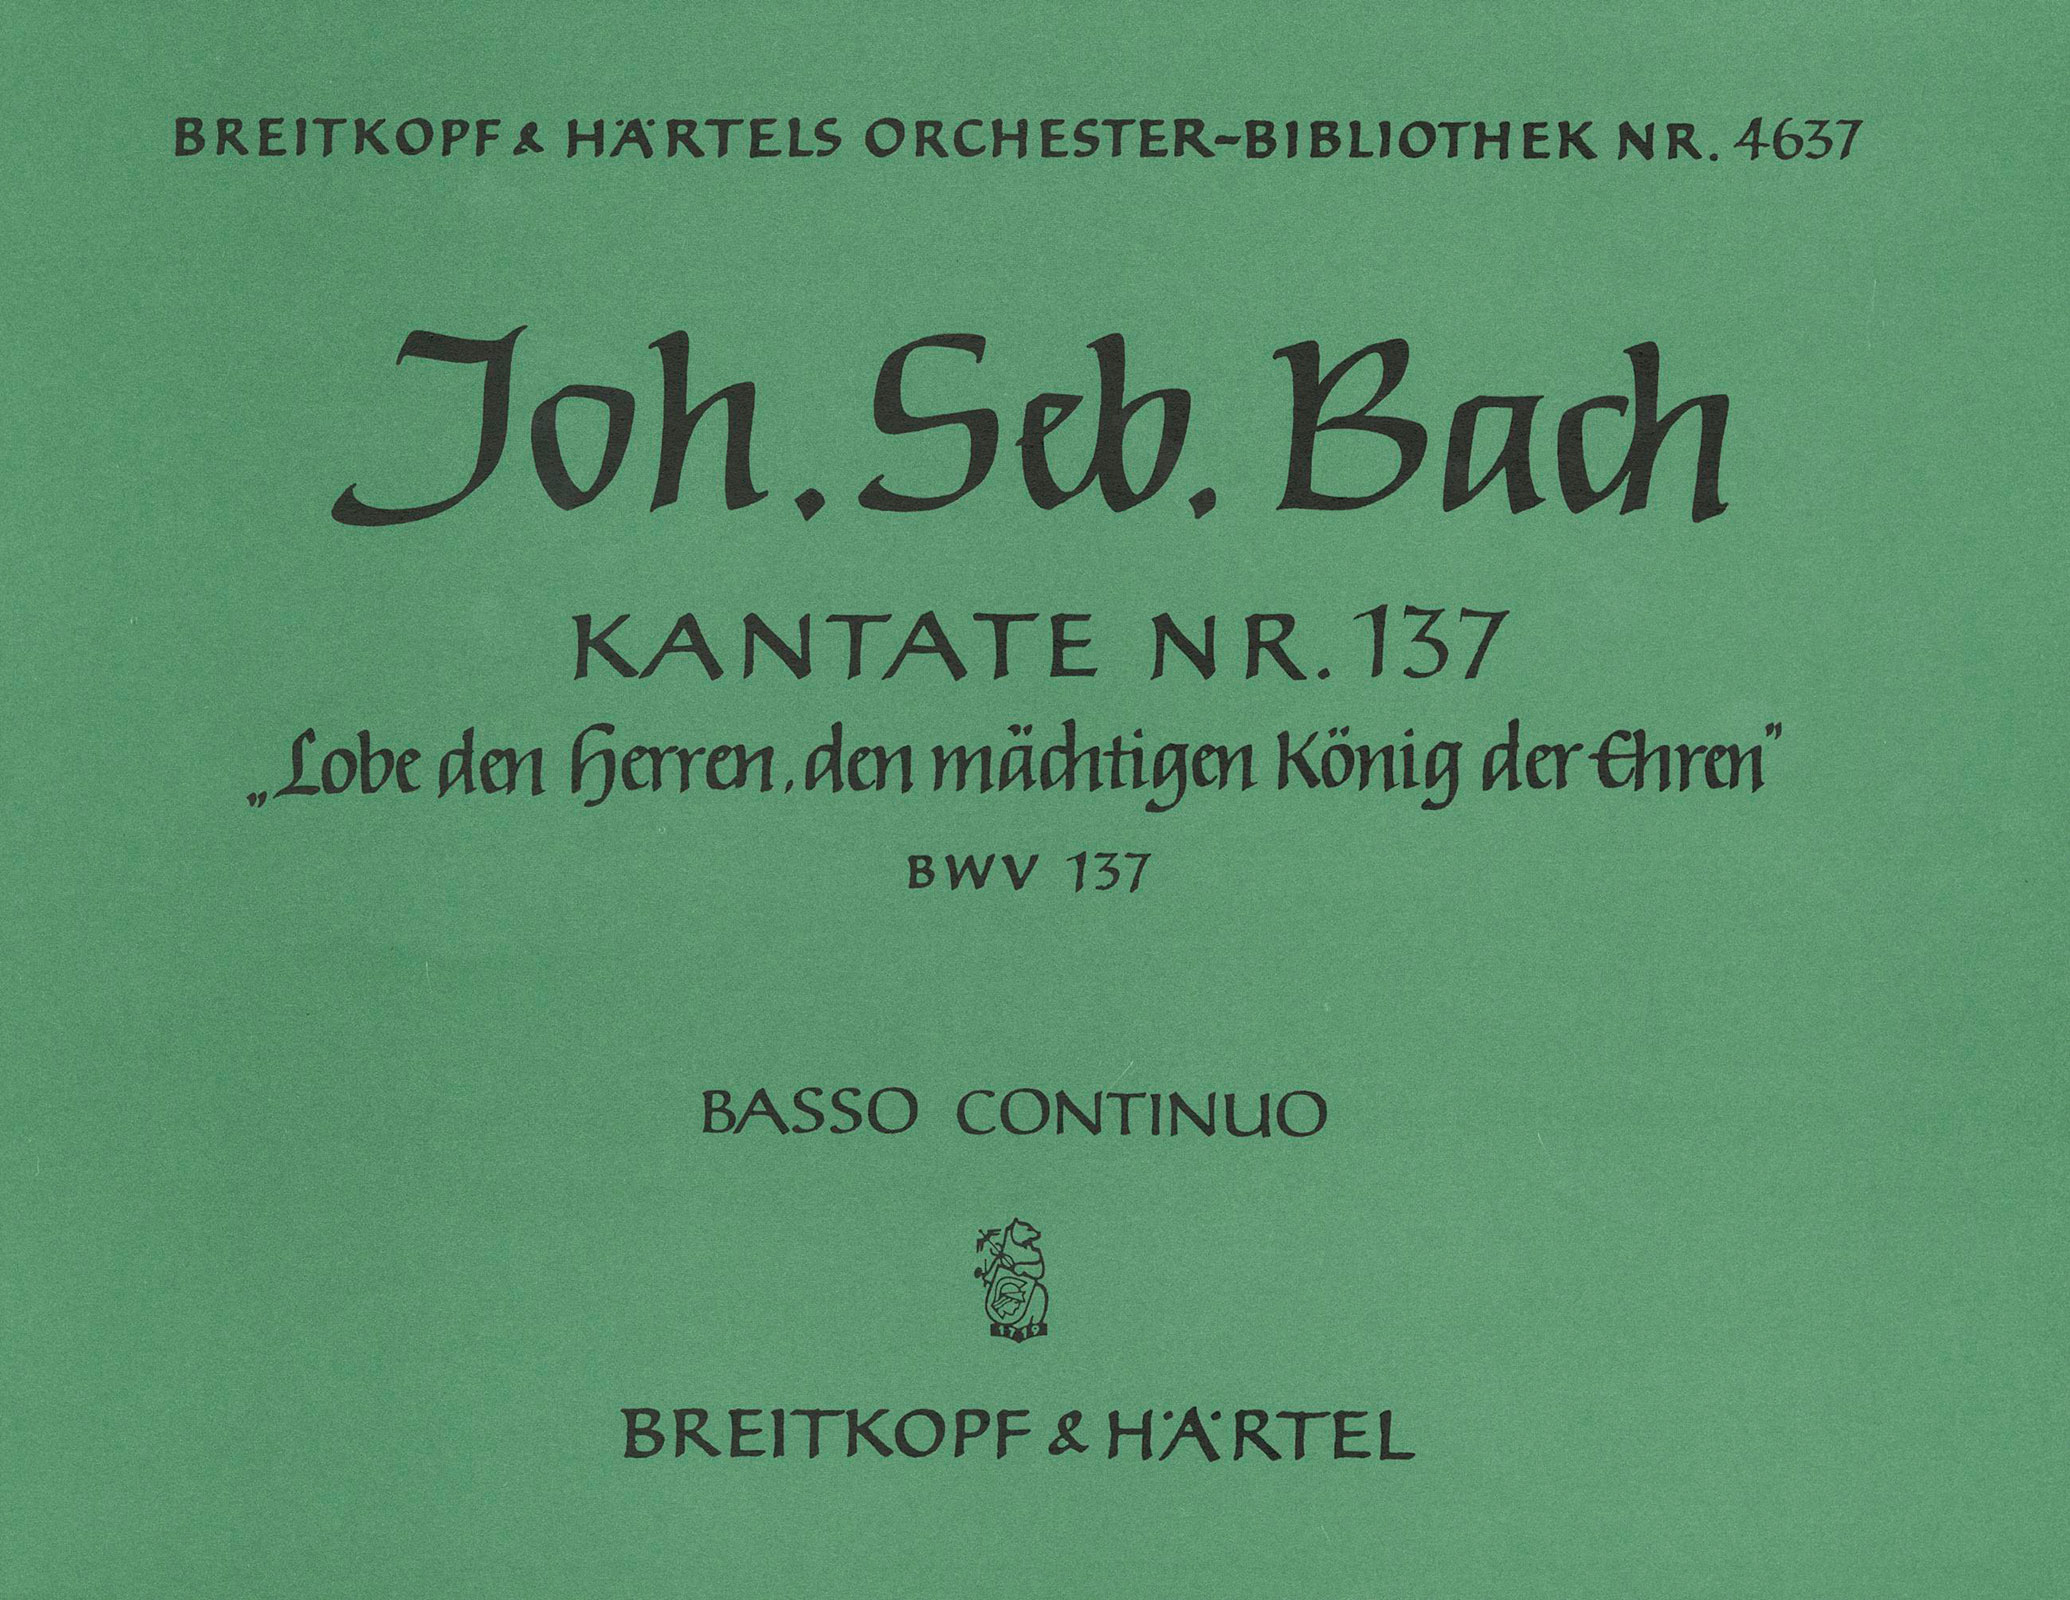 BREITKOPF & HÄRTELS ORCHESTER-BIBLIOTHEK NR. 4637
Joh. Seb. Bach
KANTATE NR. 137
„Lobe den Herren, den mächtigen König der Ehren”
BWV 137
BASSO CONTINUO
1719
BREITKOPF & HÄRTEL